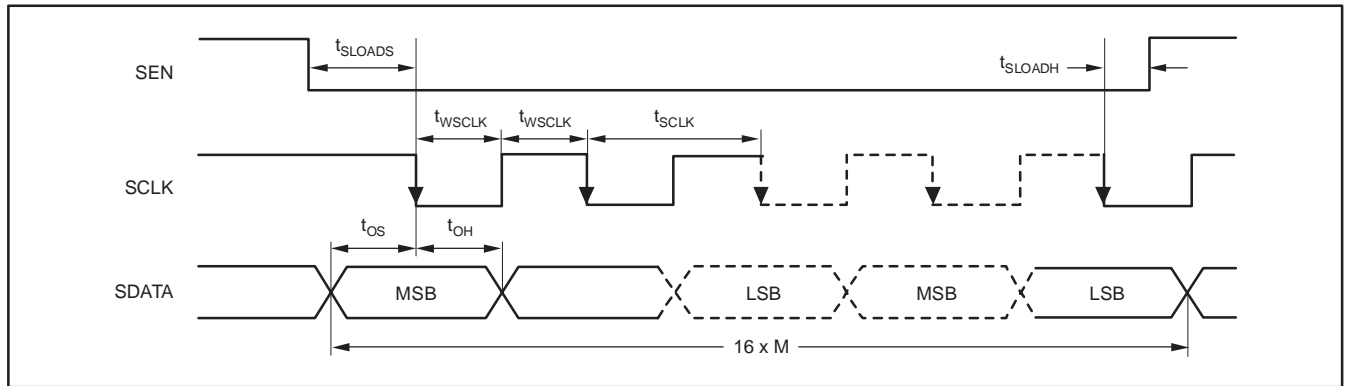 t_SLOADS
SEN
t_SLOADH
t_WSCLK t_WSCLK t_SCLK
SCLK
t_OS t_OH
SDATA MSB LSB MSB LSB
16 x M